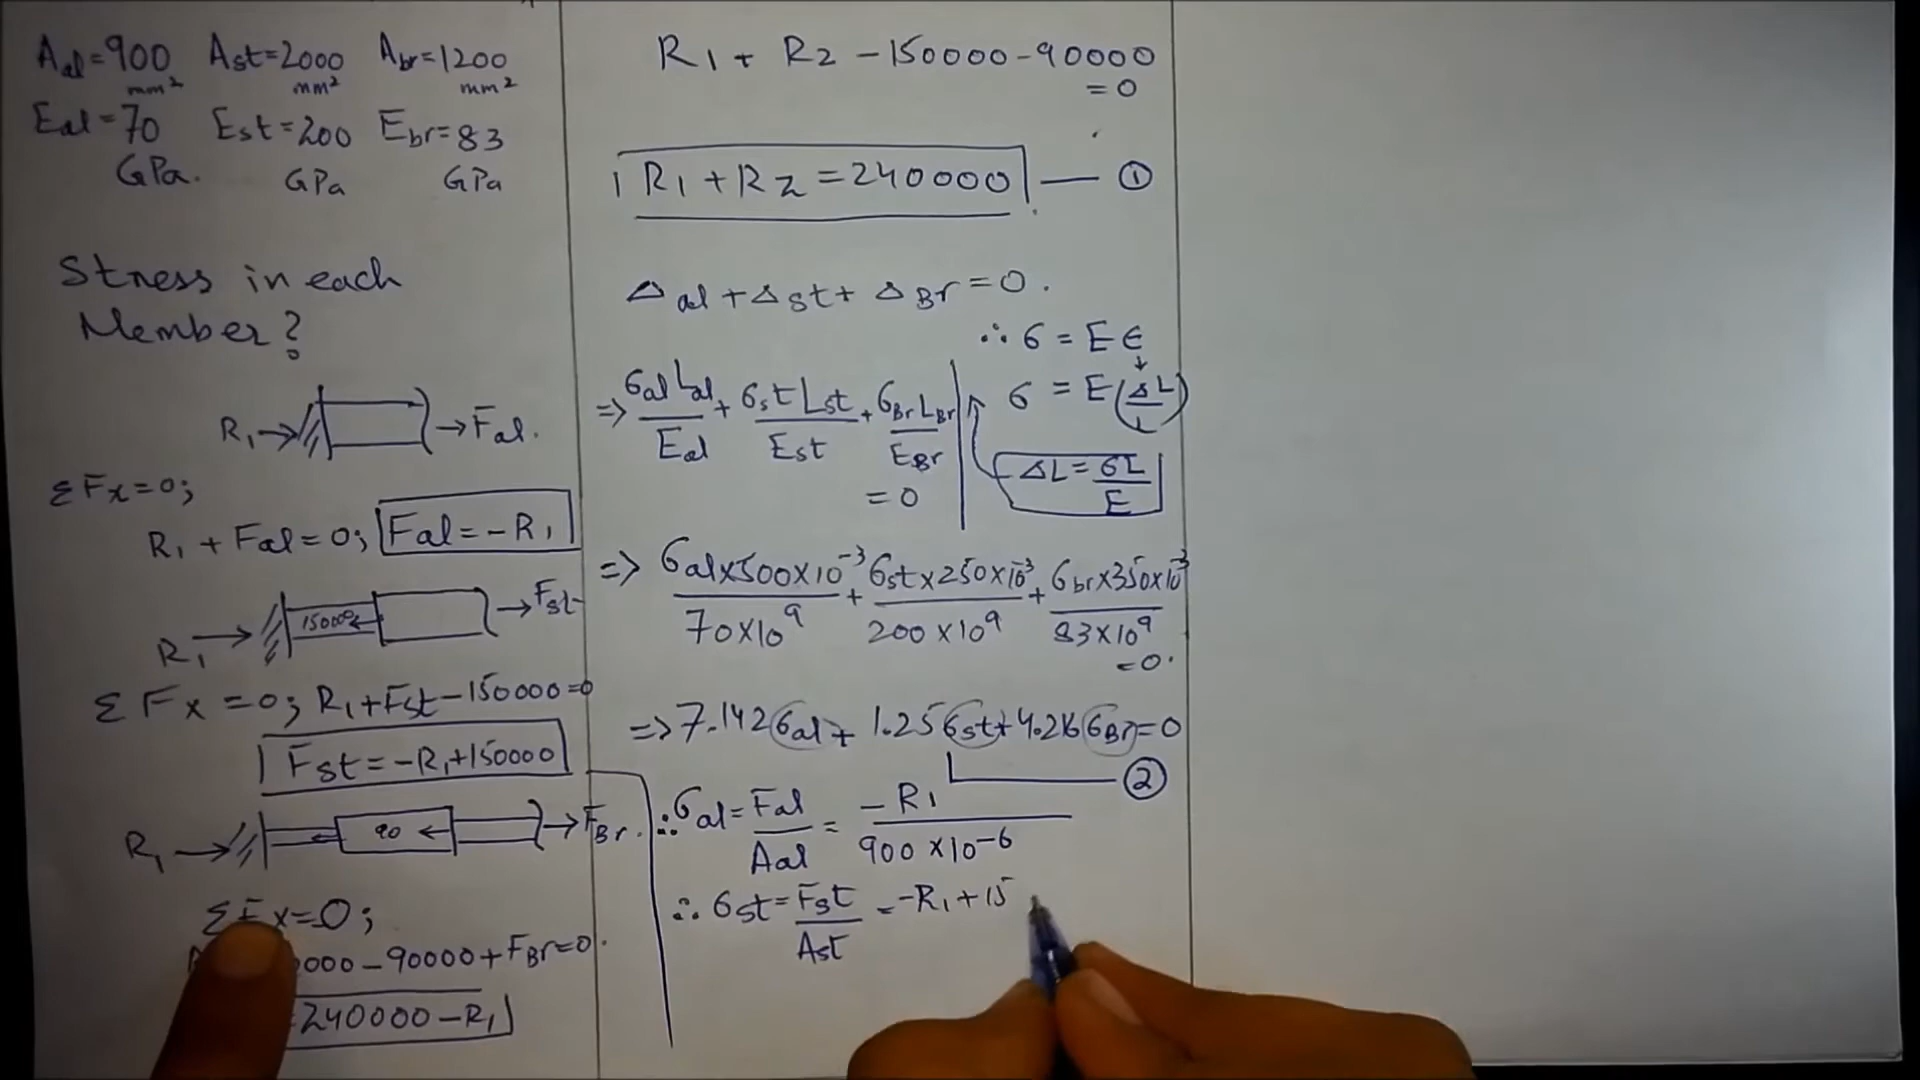 Aal=900 Ast=2000 Abr=1200
mm² mm² mm²
Eal=70 Est=200 Ebr=83
GPa. GPa GPa
Stress in each
Member?
R1 → Fal.
ΣFx=0;
R1 + Fal=0; Fal=-R1
150000 → Fst
R1
ΣFx=0; R1+Fst-150000=0
Fst=-R1+150000
R1 90 → FBr.
ΣFx=0;
000-90000+FBr=0.
=240000-R1
R1 + R2 -150000-90000
=0
R1+R2=240000 — ①
Δal+Δst+ΔBr=0.
∴ σ = Eϵ
=> σal Lal/Eal + σst Lst/Est + σBr LBr/EBr
= 0
σ = E(ΔL/L)
ΔL=σL/E
=> σal×500×10⁻³/70×10⁹ + σst×250×10⁻³/200×10⁹ + σbr×350×10⁻³/83×10⁹
=0.
=> 7.142σal+ 1.25σst+4.216σBr=0
②
∴ σal = Fal/Aal = -R1/900×10⁻⁶
∴ σst = Fst/Ast = -R1+15